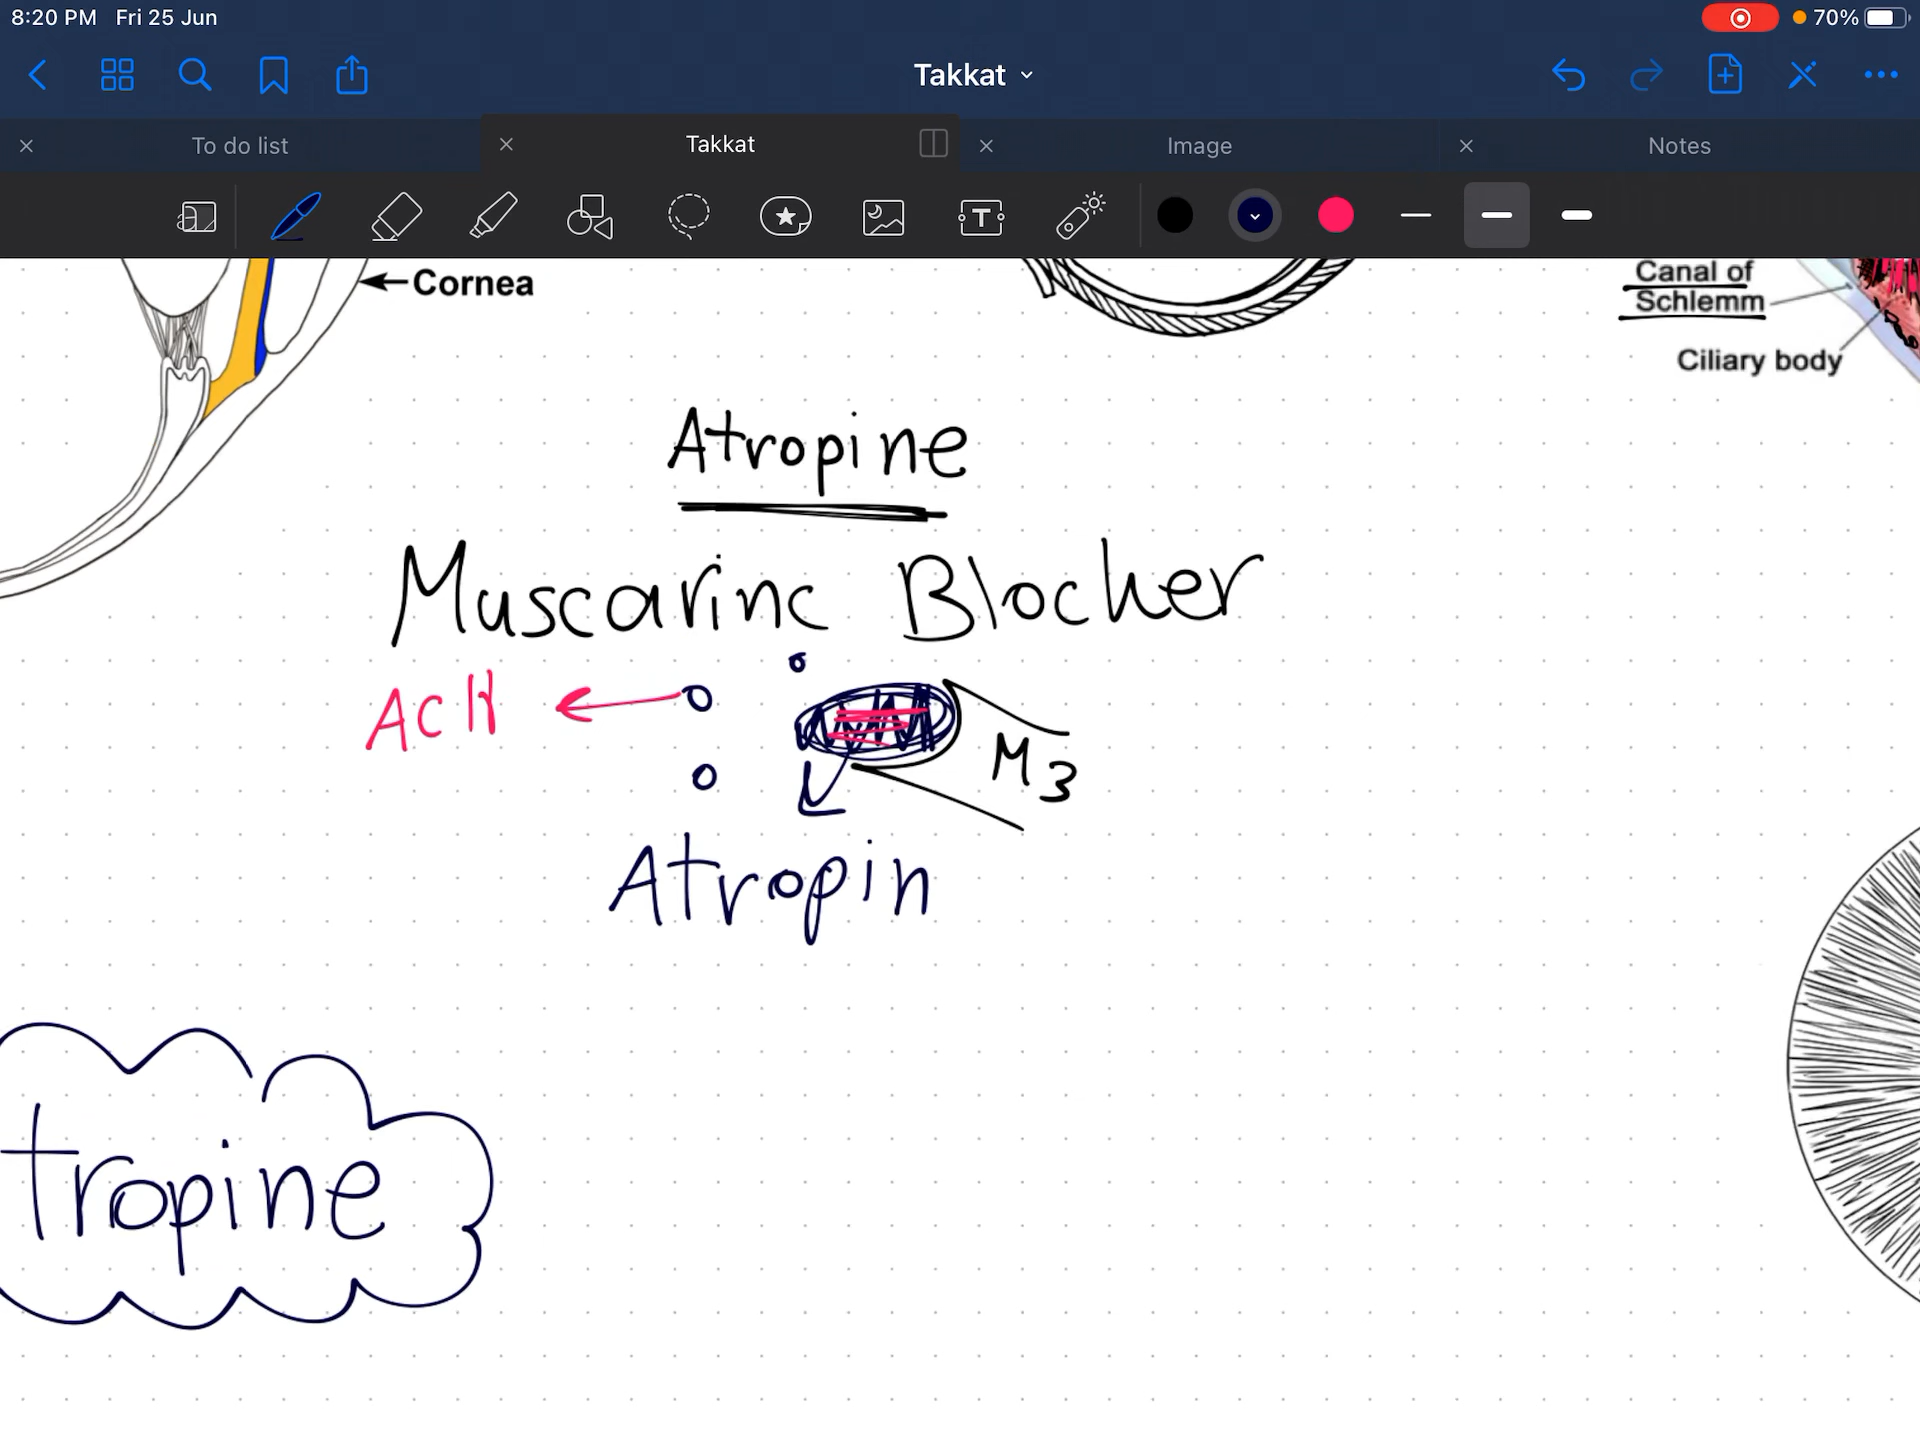 8:20 PM Fri 25 Jun 70%
Takkat
To do list Takkat Image Notes
Cornea
Canal of
Schlemm
Ciliary body
Atropine
Muscarinc Blocker
ACH
M3
Atropin
tropine